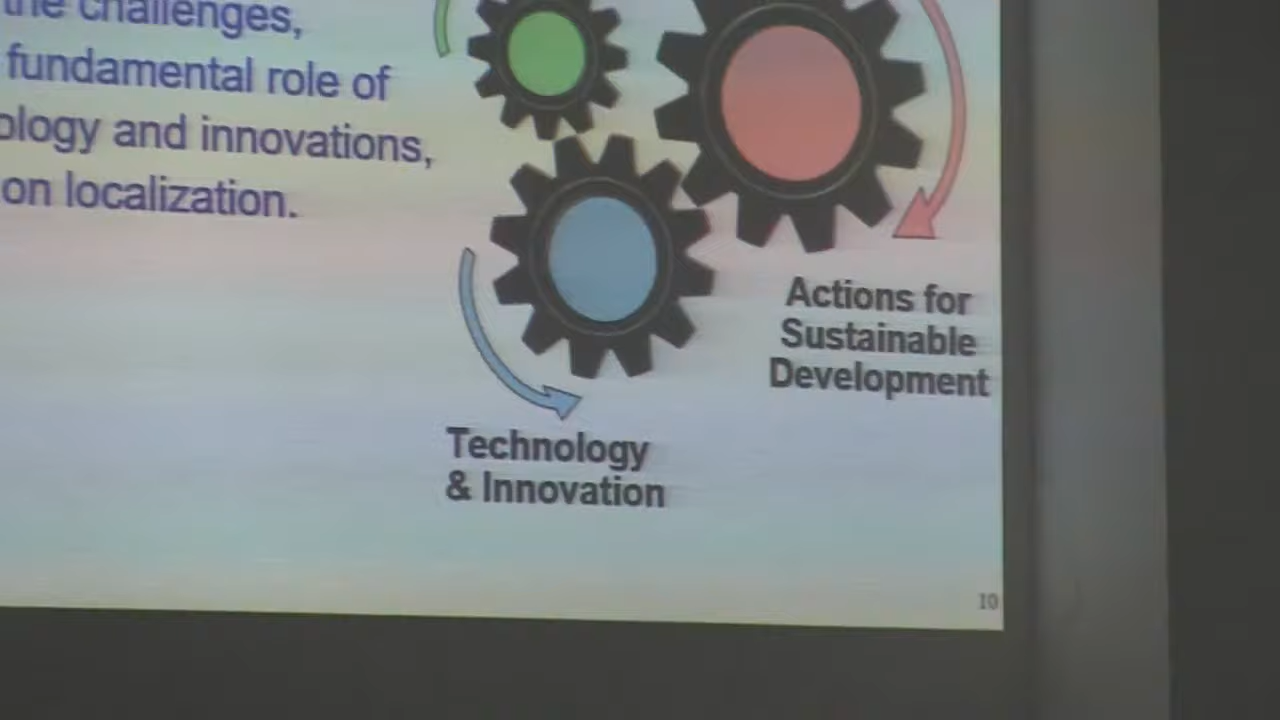 the challenges,
fundamental role of
ology and innovations,
on localization.
Actions for
Sustainable
Development
Technology
& Innovation
10